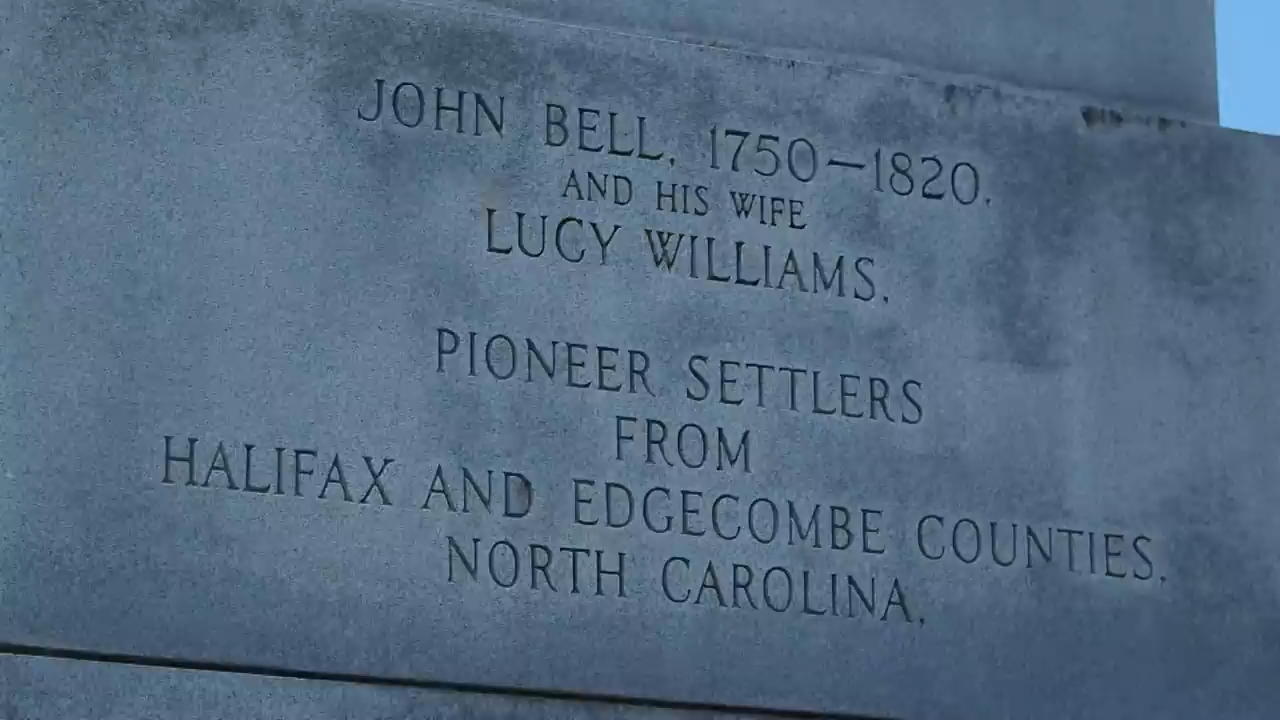 JOHN BELL, 1750—1820.
AND HIS WIFE
LUCY WILLIAMS.
PIONEER SETTLERS
FROM
HALIFAX AND EDGECOMBE COUNTIES,
NORTH CAROLINA.